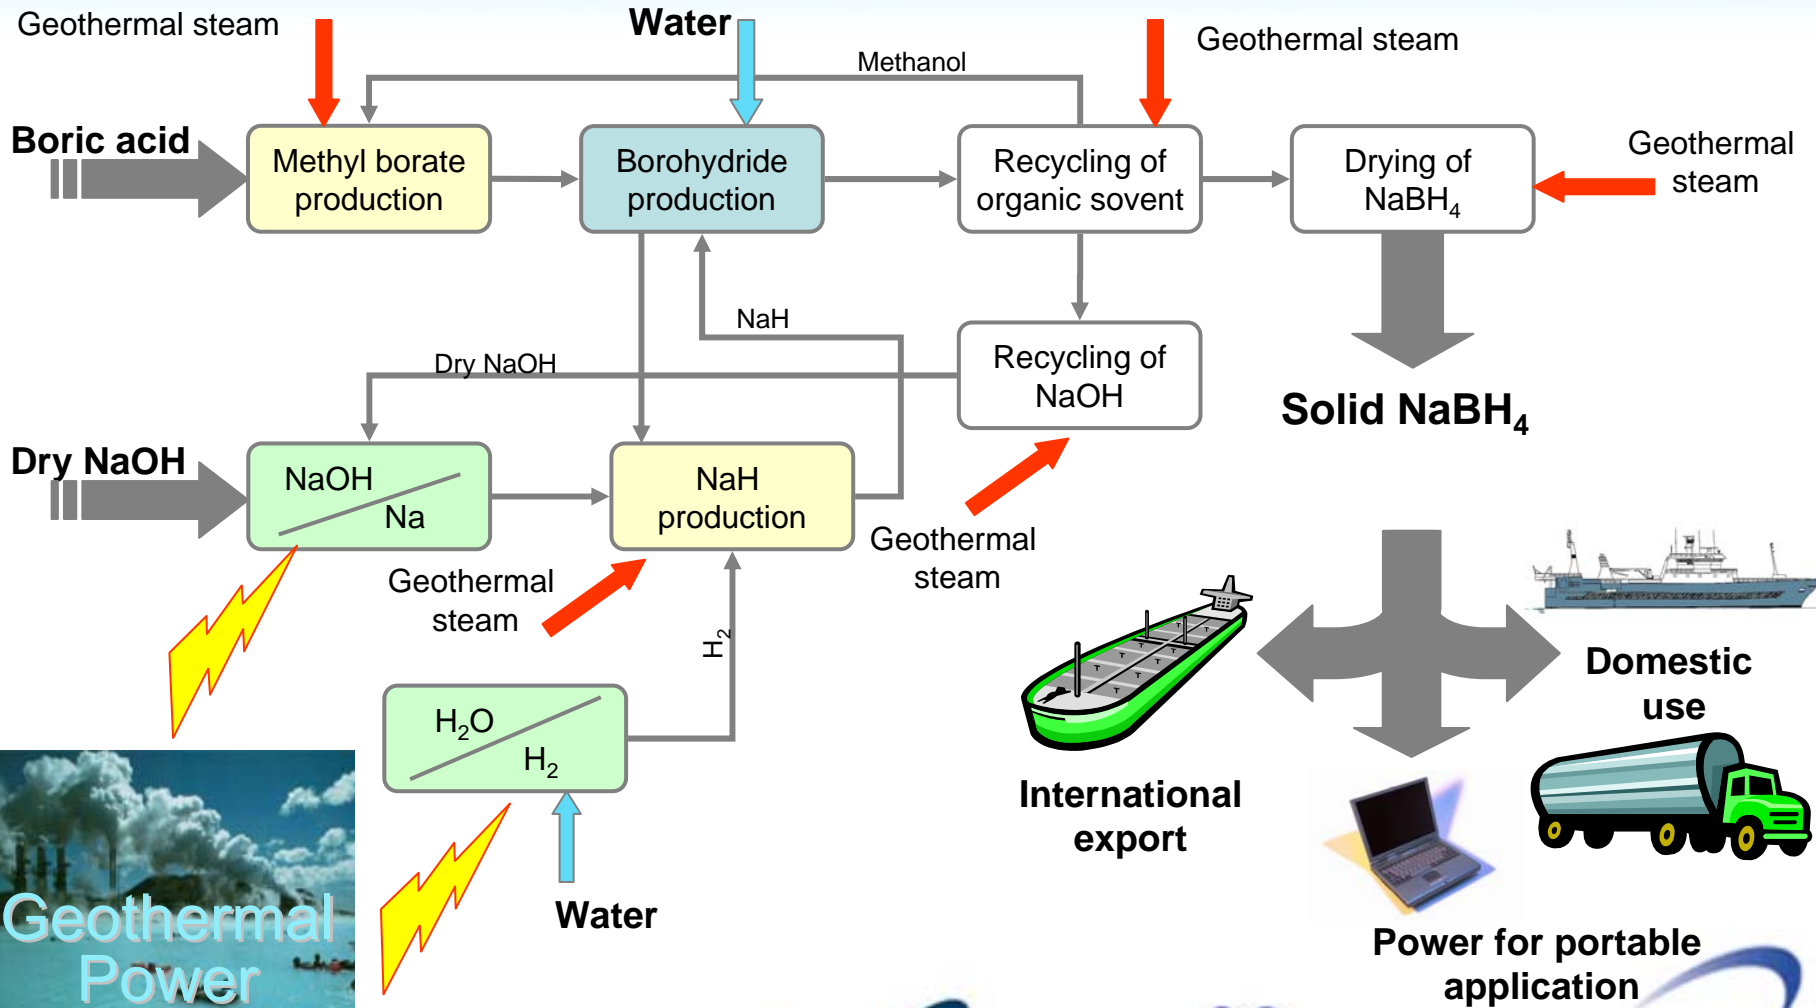 Geothermal steam
Water
Geothermal steam
Methanol
Boric acid
Methyl borate
production
Borohydride
production
Recycling of
organic sovent
Drying of
NaBH₄
Geothermal
steam
NaH
Dry NaOH
Recycling of
NaOH
Solid NaBH₄
Dry NaOH
NaOH
Na
NaH
production
Geothermal
steam
Geothermal
steam
H₂
H₂O
H₂
Water
Domestic
use
International
export
Power for portable
application
Geothermal
Power